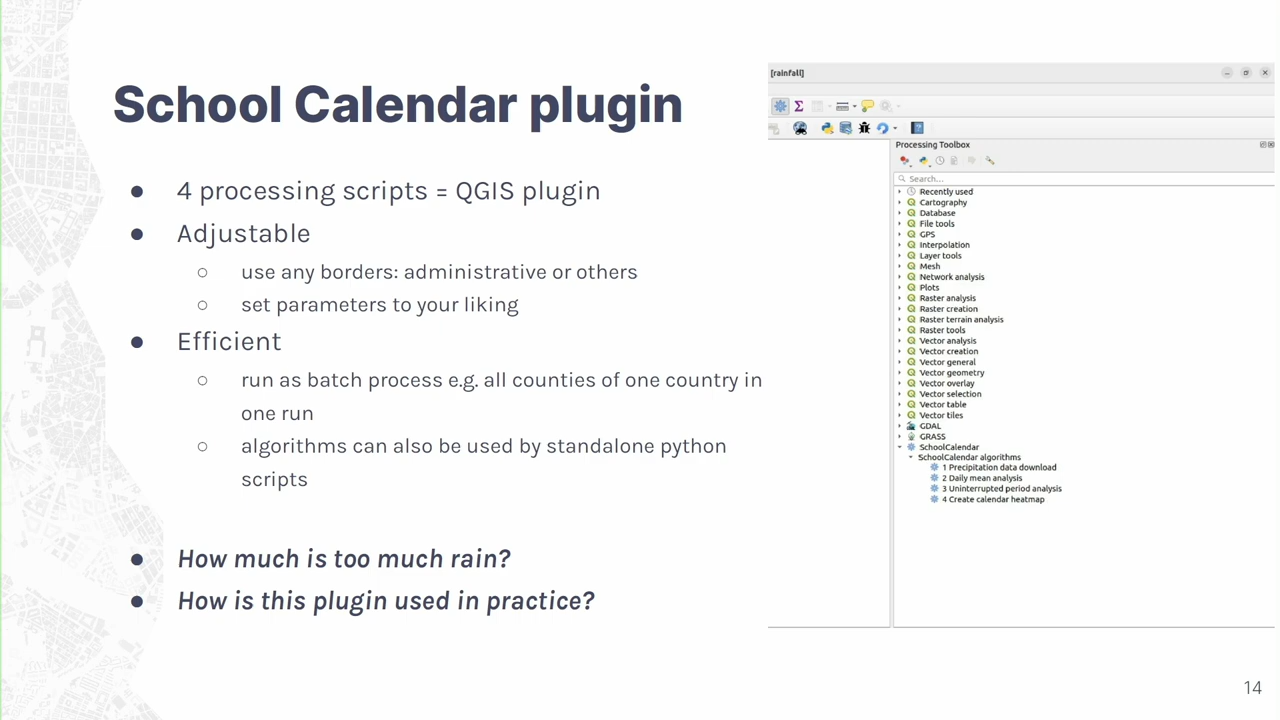 School Calendar plugin
● 4 processing scripts = QGIS plugin
● Adjustable
○ use any borders: administrative or others
○ set parameters to your liking
● Efficient
○ run as batch process e.g. all counties of one country in
one run
○ algorithms can also be used by standalone python
scripts
● How much is too much rain?
● How is this plugin used in practice?
[rainfall]
Processing Toolbox
Search...
Recently used
Cartography
Database
File tools
GPS
Interpolation
Layer tools
Mesh
Network analysis
Plots
Raster analysis
Raster creation
Raster terrain analysis
Raster tools
Vector analysis
Vector creation
Vector general
Vector geometry
Vector overlay
Vector selection
Vector table
Vector tiles
GDAL
GRASS
SchoolCalendar
SchoolCalendar algorithms
1 Precipitation data download
2 Daily mean analysis
3 Uninterrupted period analysis
4 Create calendar heatmap
14